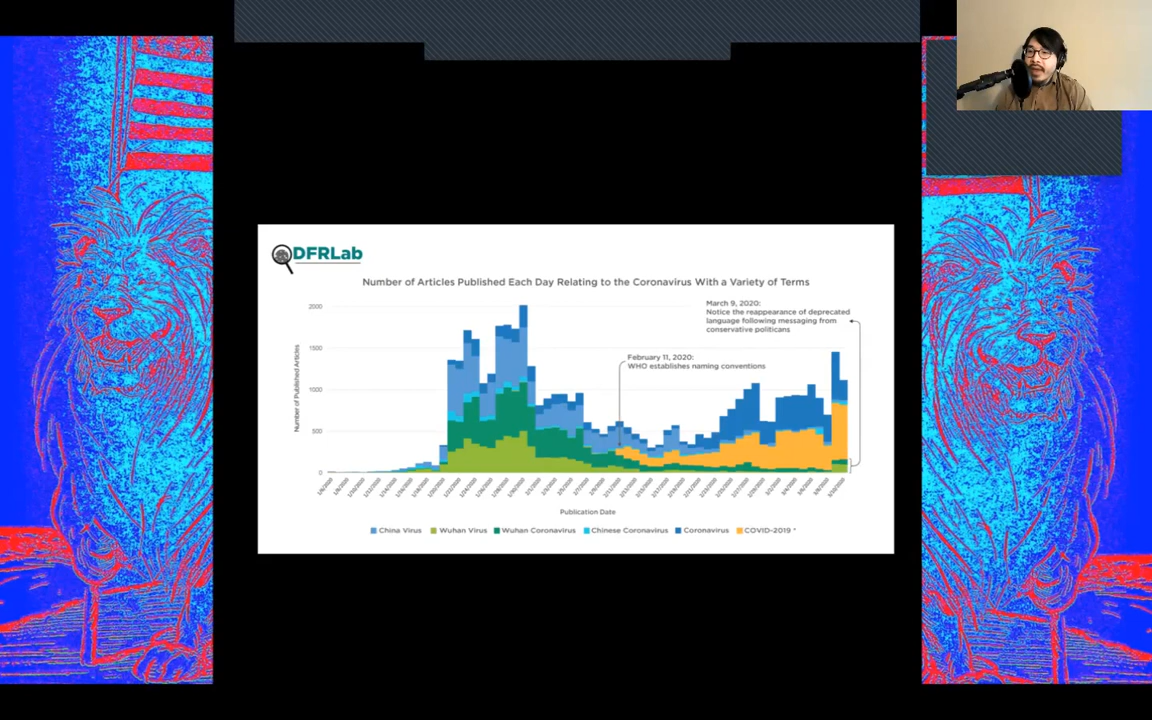 DFRLab
Number of Articles Published Each Day Relating to the Coronavirus With a Variety of Terms
March 9, 2020:
Notice the reappearance of deprecated
language following messaging from
conservative politicans
February 11, 2020:
WHO establishes naming conventions
Number of Published Articles
2000
1500
1000
500
0
Publication Date
China Virus Wuhan Virus Wuhan Coronavirus Chinese Coronavirus Coronavirus COVID-2019 *